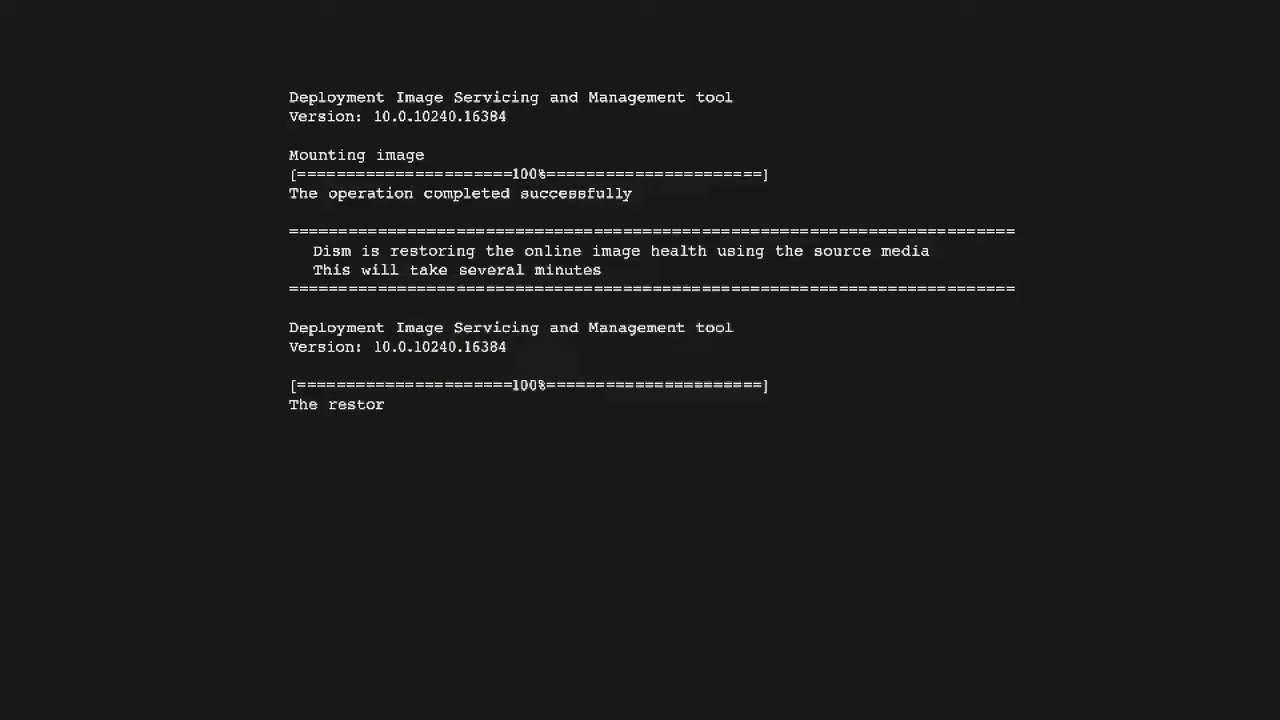 Deployment Image Servicing and Management tool
Version: 10.0.10240.16384
Mounting image
[======================100%======================]
The operation completed successfully
===========================================================================
Dism is restoring the online image health using the source media
This will take several minutes
===========================================================================
Deployment Image Servicing and Management tool
Version: 10.0.10240.16384
[======================100%======================]
The restor